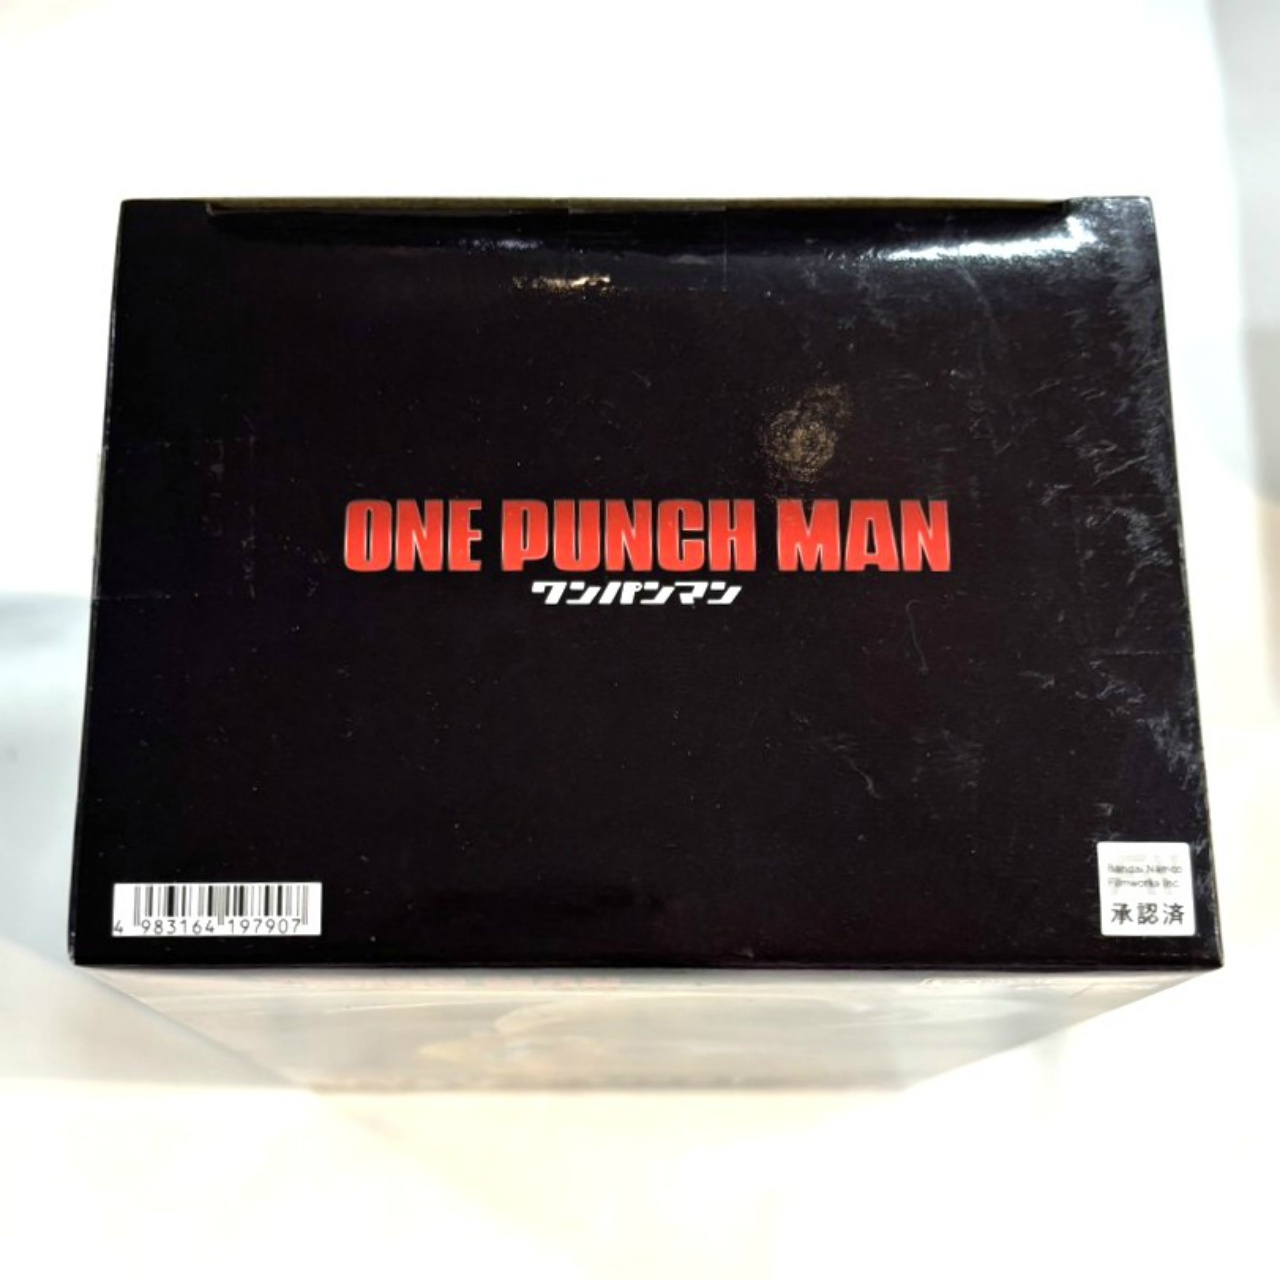 ONE PUNCH MAN
ワンパンマン
4 983164 197907
Bandai Namco
Filmworks Inc.
承認済